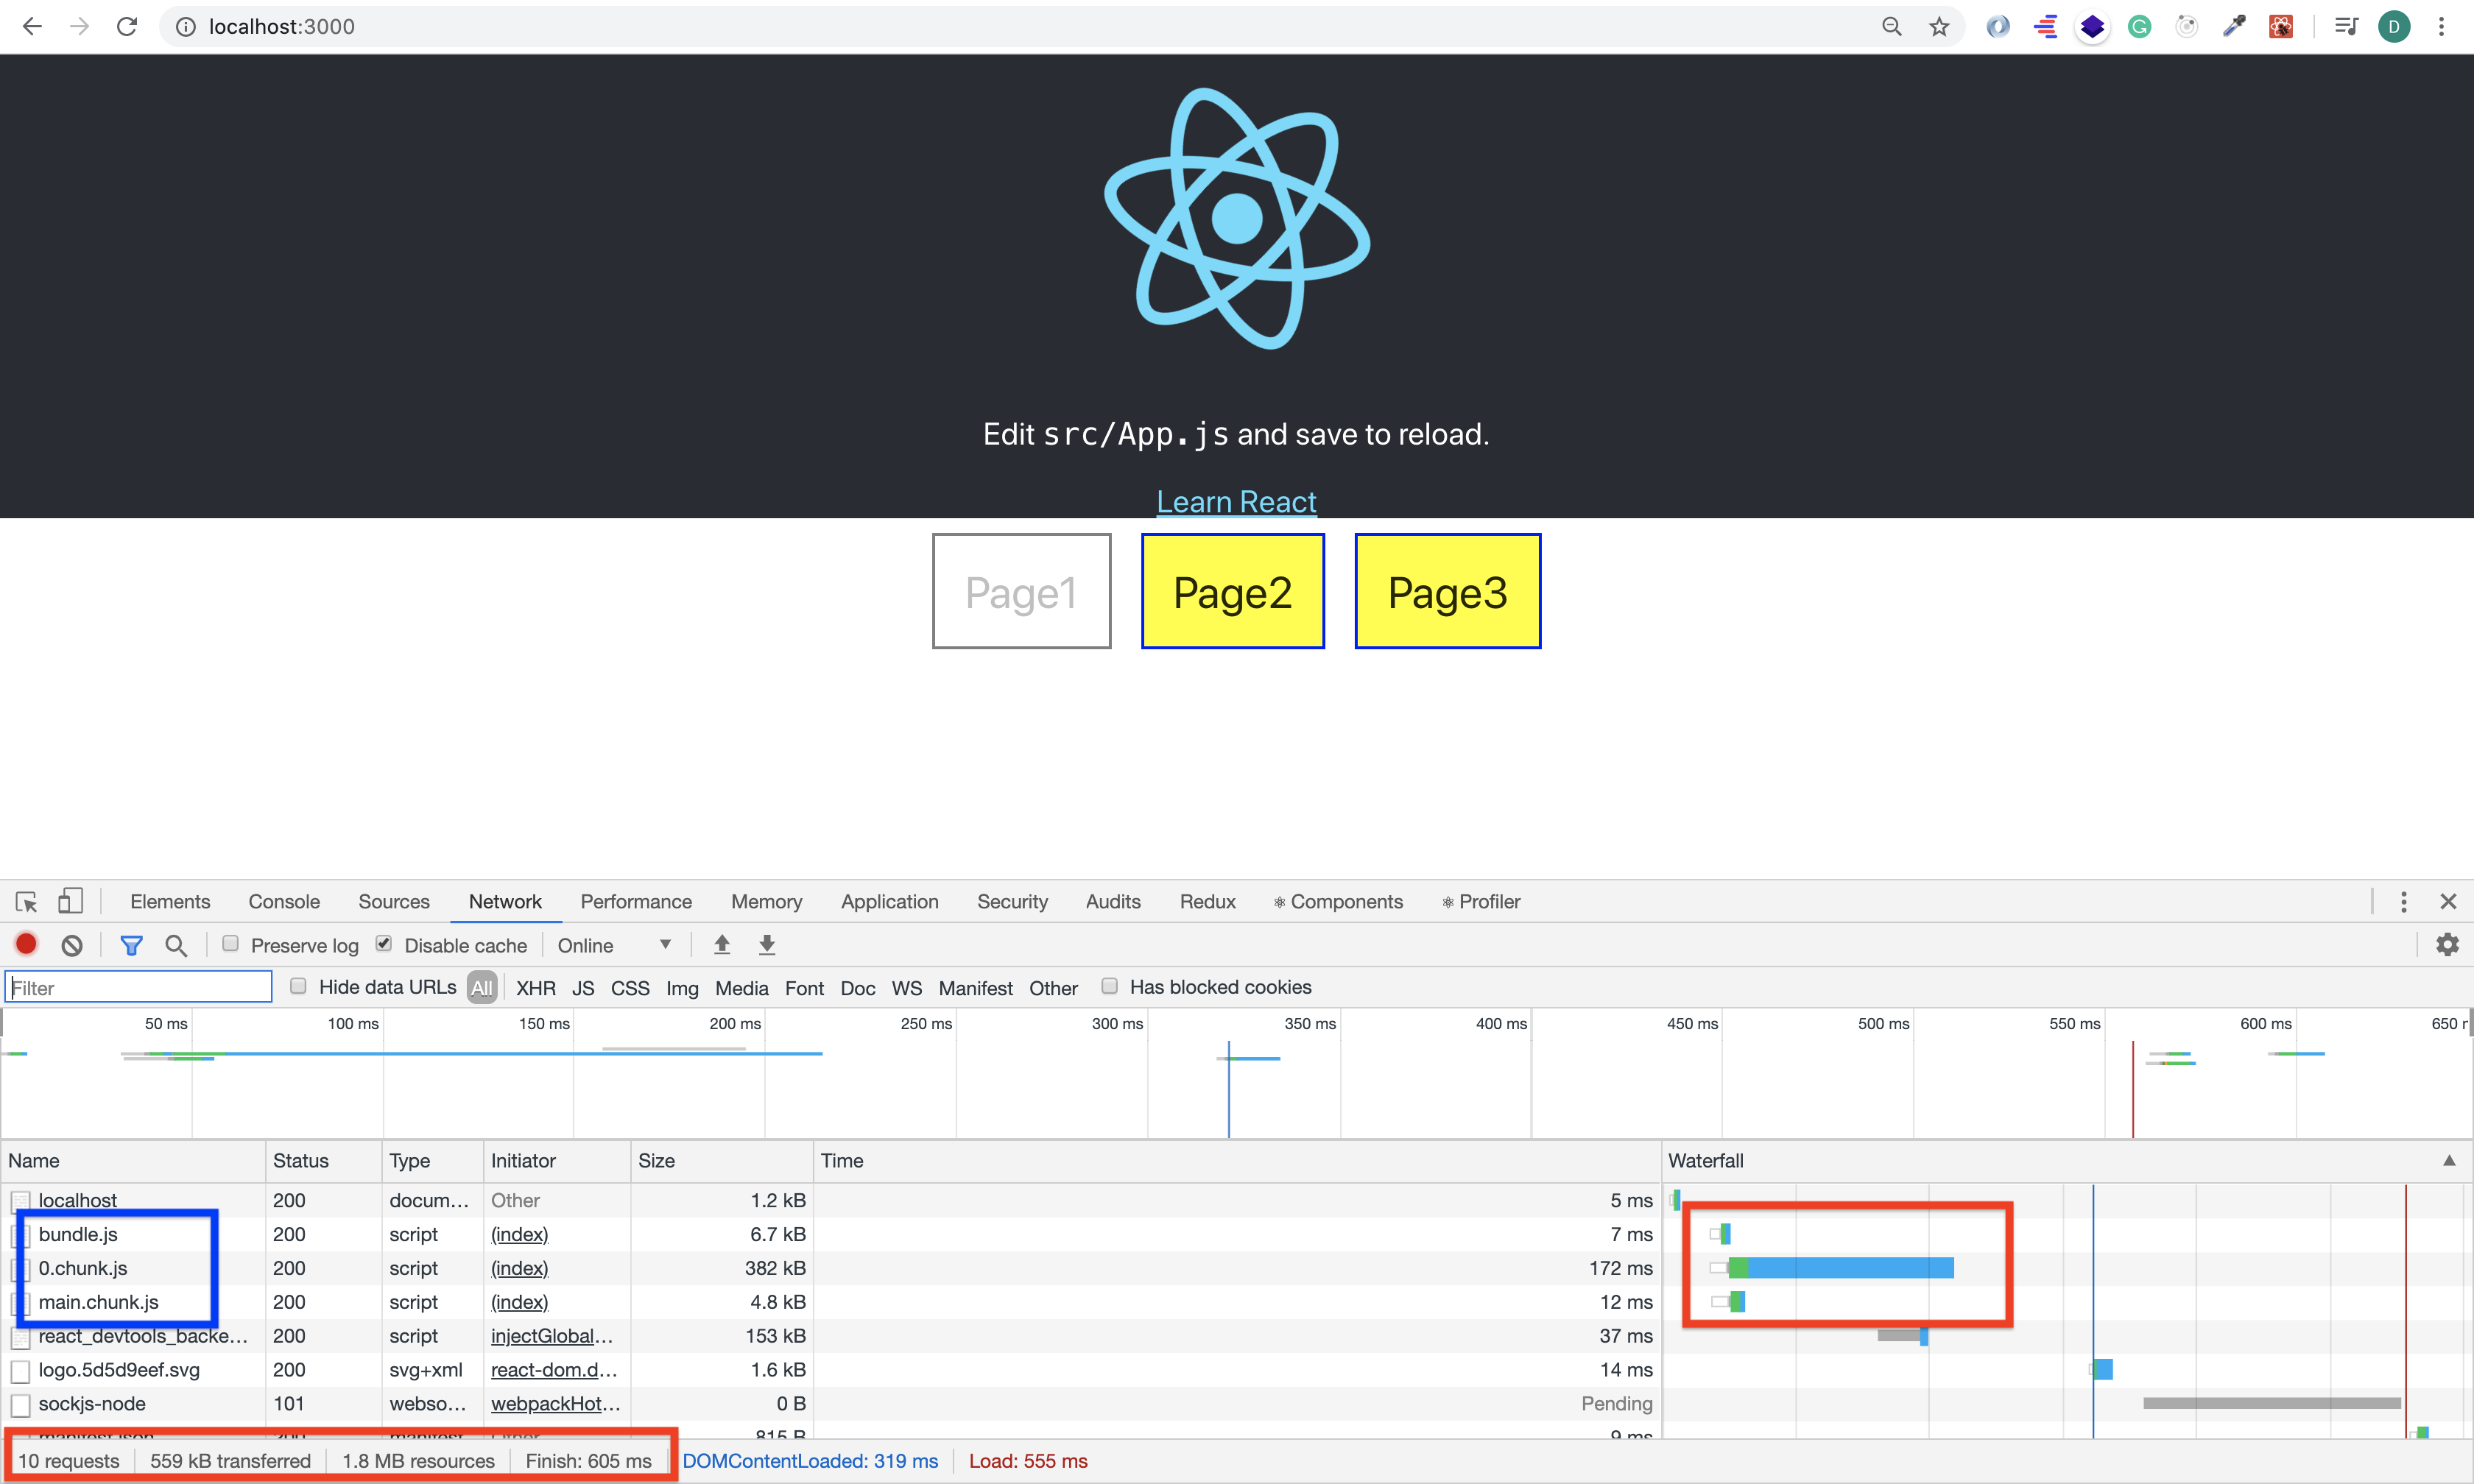 localhost:3000
D
Edit src/App.js and save to reload.
Learn React
Page1 Page2 Page3
Elements Console Sources Network Performance Memory Application Security Audits Redux Components Profiler
Preserve log Disable cache Online
Filter Hide data URLs All XHR JS CSS Img Media Font Doc WS Manifest Other Has blocked cookies
50 ms 100 ms 150 ms 200 ms 250 ms 300 ms 350 ms 400 ms 450 ms 500 ms 550 ms 600 ms 650 r
Name Status Type Initiator Size Time Waterfall
localhost 200 docum... Other 1.2 kB 5 ms
bundle.js 200 script (index) 6.7 kB 7 ms
0.chunk.js 200 script (index) 382 kB 172 ms
main.chunk.js 200 script (index) 4.8 kB 12 ms
react_devtools_backe... 200 script injectGlobal... 153 kB 37 ms
logo.5d5d9eef.svg 200 svg+xml react-dom.d... 1.6 kB 14 ms
sockjs-node 101 webso... webpackHot... 0 B Pending
manifest.json 200 manifest Other 815 B 9 ms
10 requests 559 kB transferred 1.8 MB resources Finish: 605 ms DOMContentLoaded: 319 ms Load: 555 ms